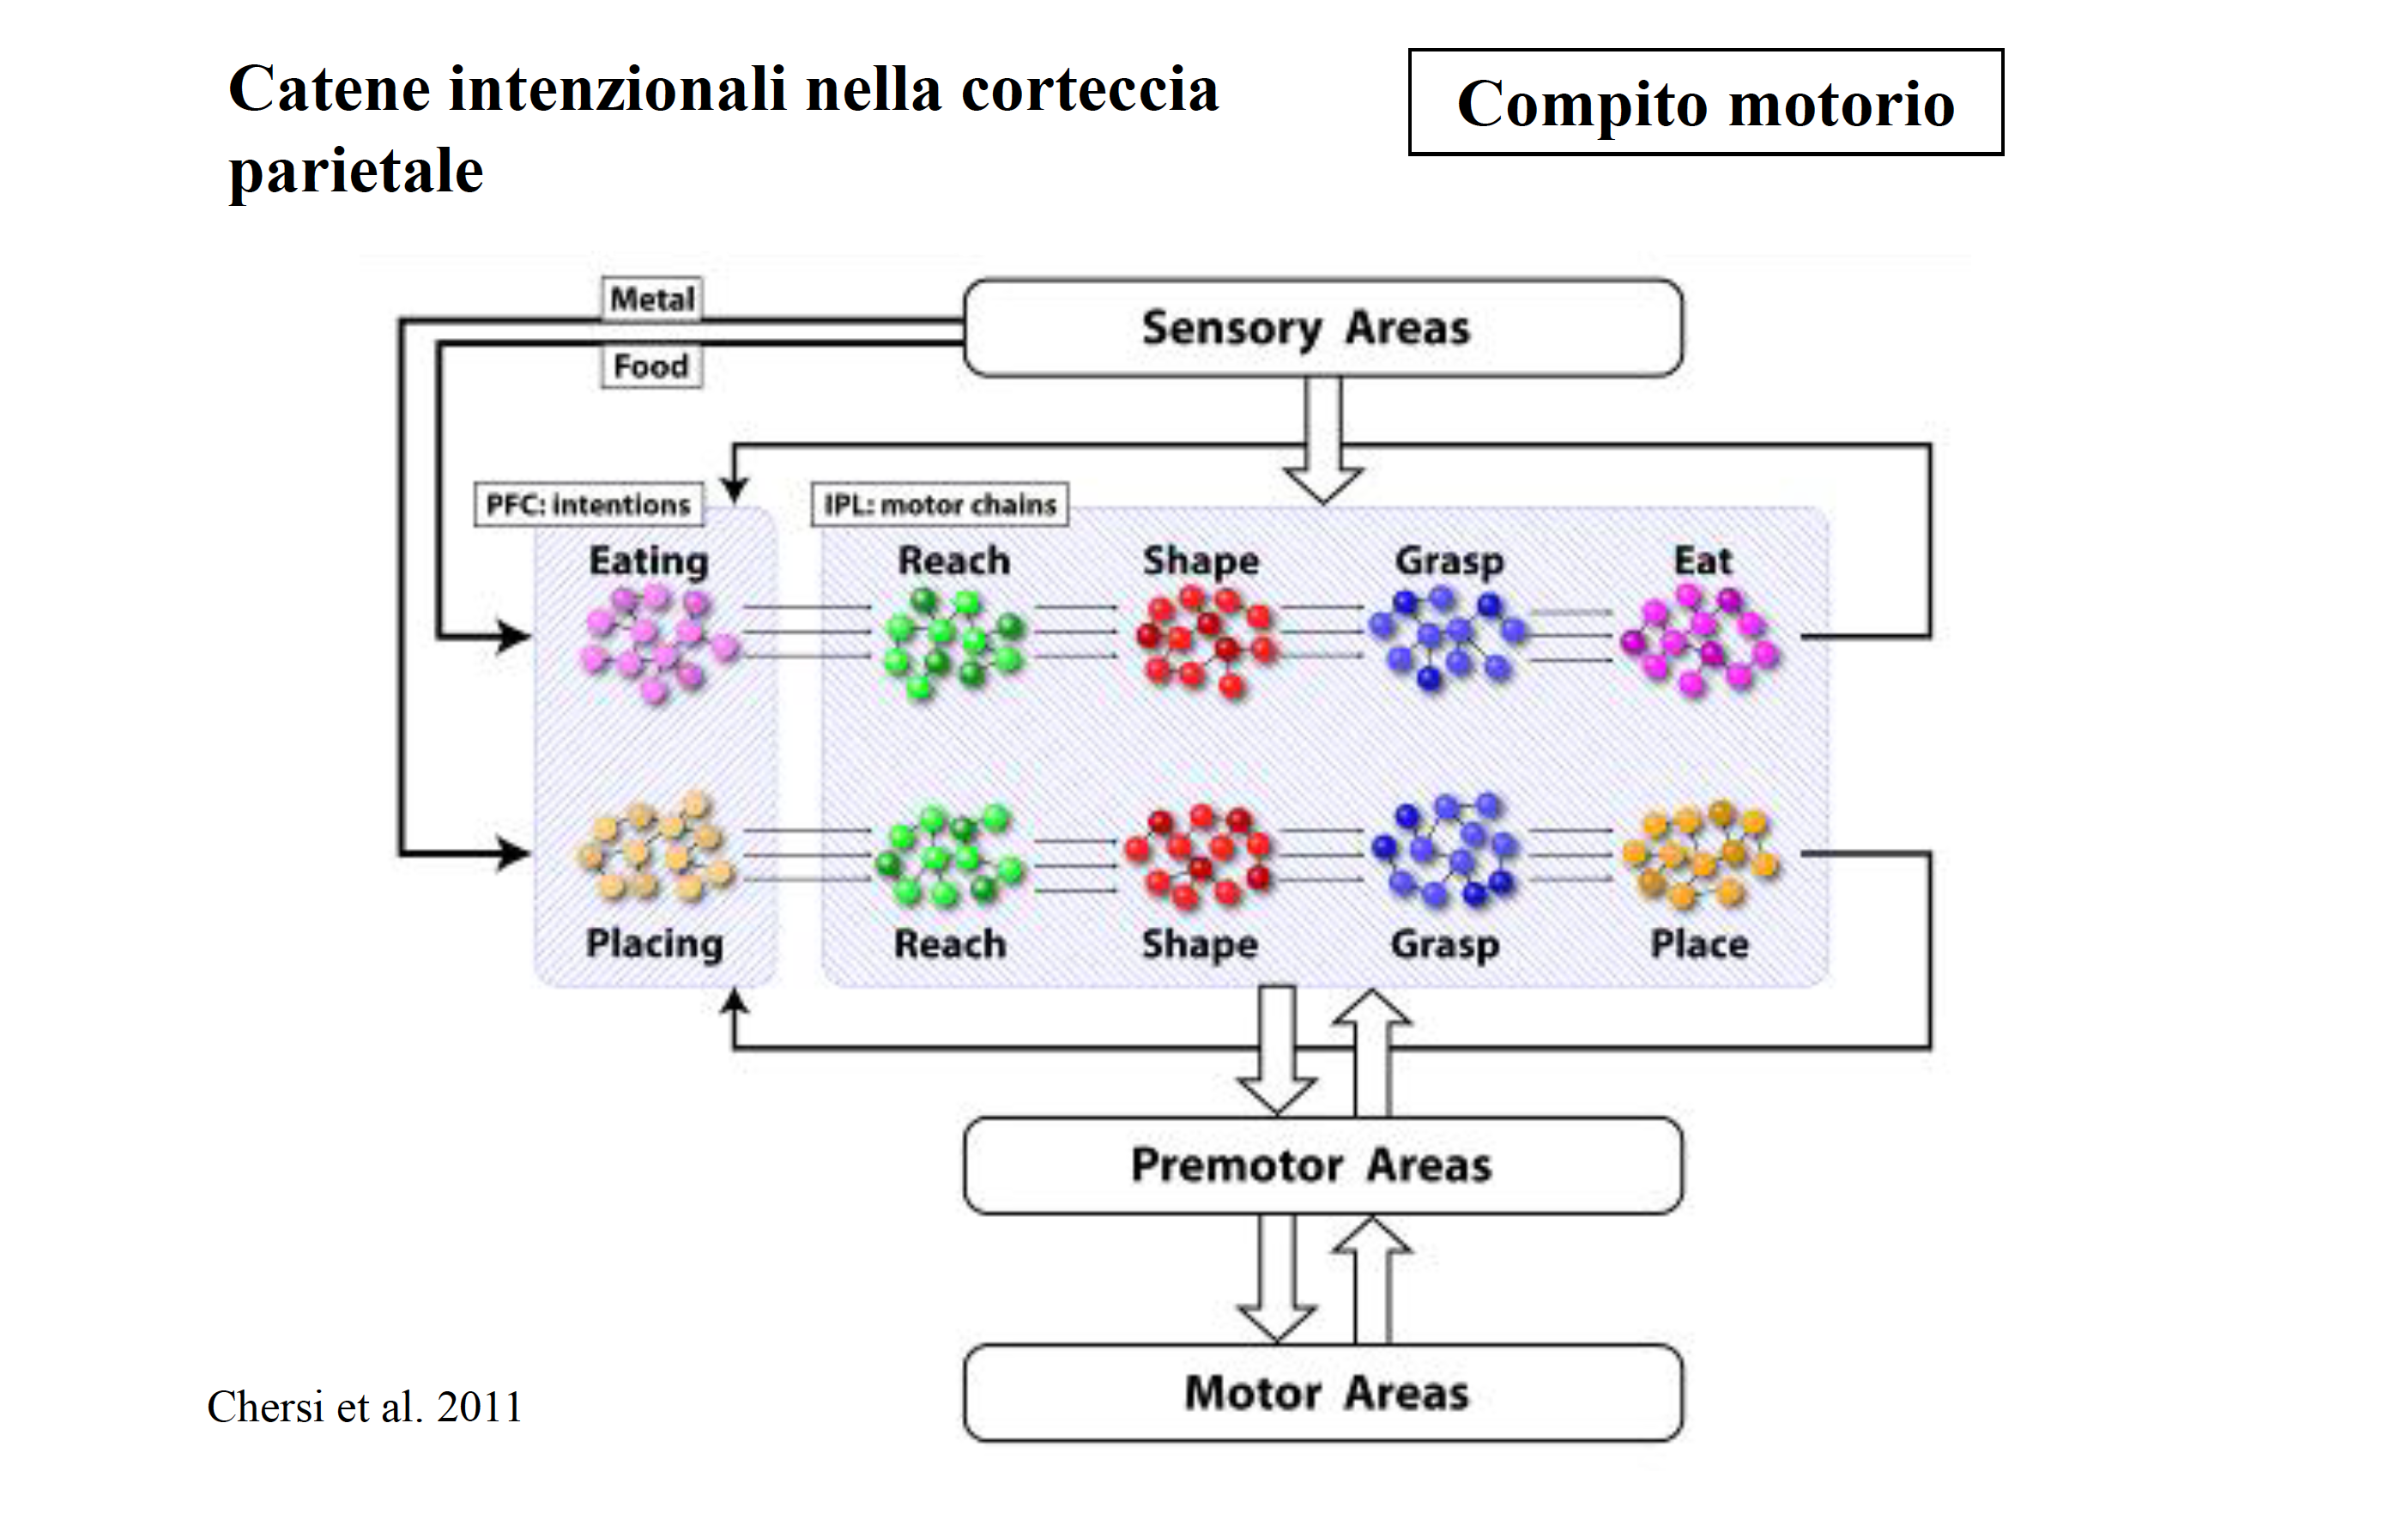 Catene intenzionali nella corteccia
parietale
Compito motorio
Metal
Food
Sensory Areas
PFC: intentions
IPL: motor chains
Eating
Reach
Shape
Grasp
Eat
Placing
Reach
Shape
Grasp
Place
Premotor Areas
Motor Areas
Chersi et al. 2011